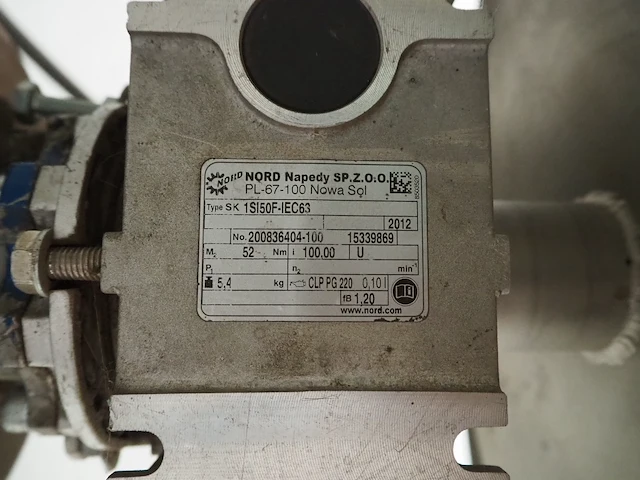 NORD NORD Napedy SP.Z.O.O.
PL-67-100 Nowa Sol
Type SK 1SI50F-IEC63
2012
No. 200836404-100 15339869
M2 52 Nm i 100,00 U
P1 n2 min⁻¹
5,4 kg CLP PG 220 0,10 l
fB 1,20
www.nord.com